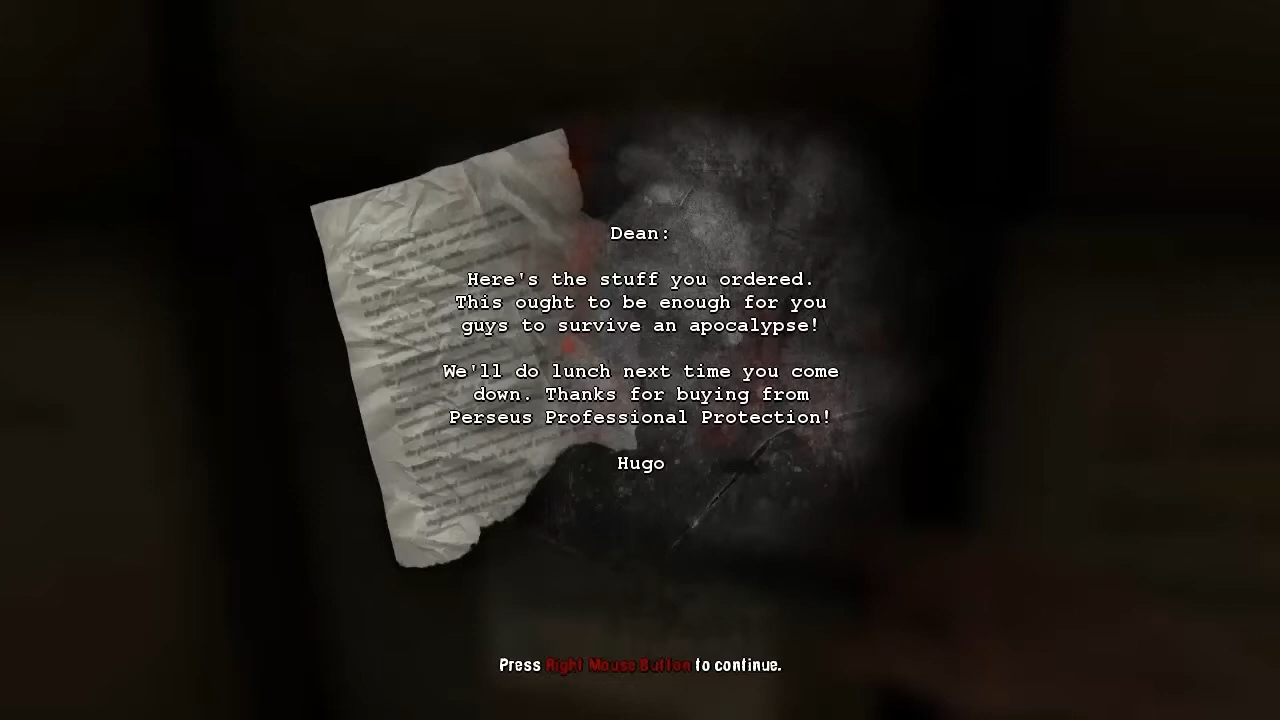 Dean:
Here's the stuff you ordered.
This ought to be enough for you
guys to survive an apocalypse!
We'll do lunch next time you come
down. Thanks for buying from
Perseus Professional Protection!
Hugo
Press Right Mouse Button to continue.